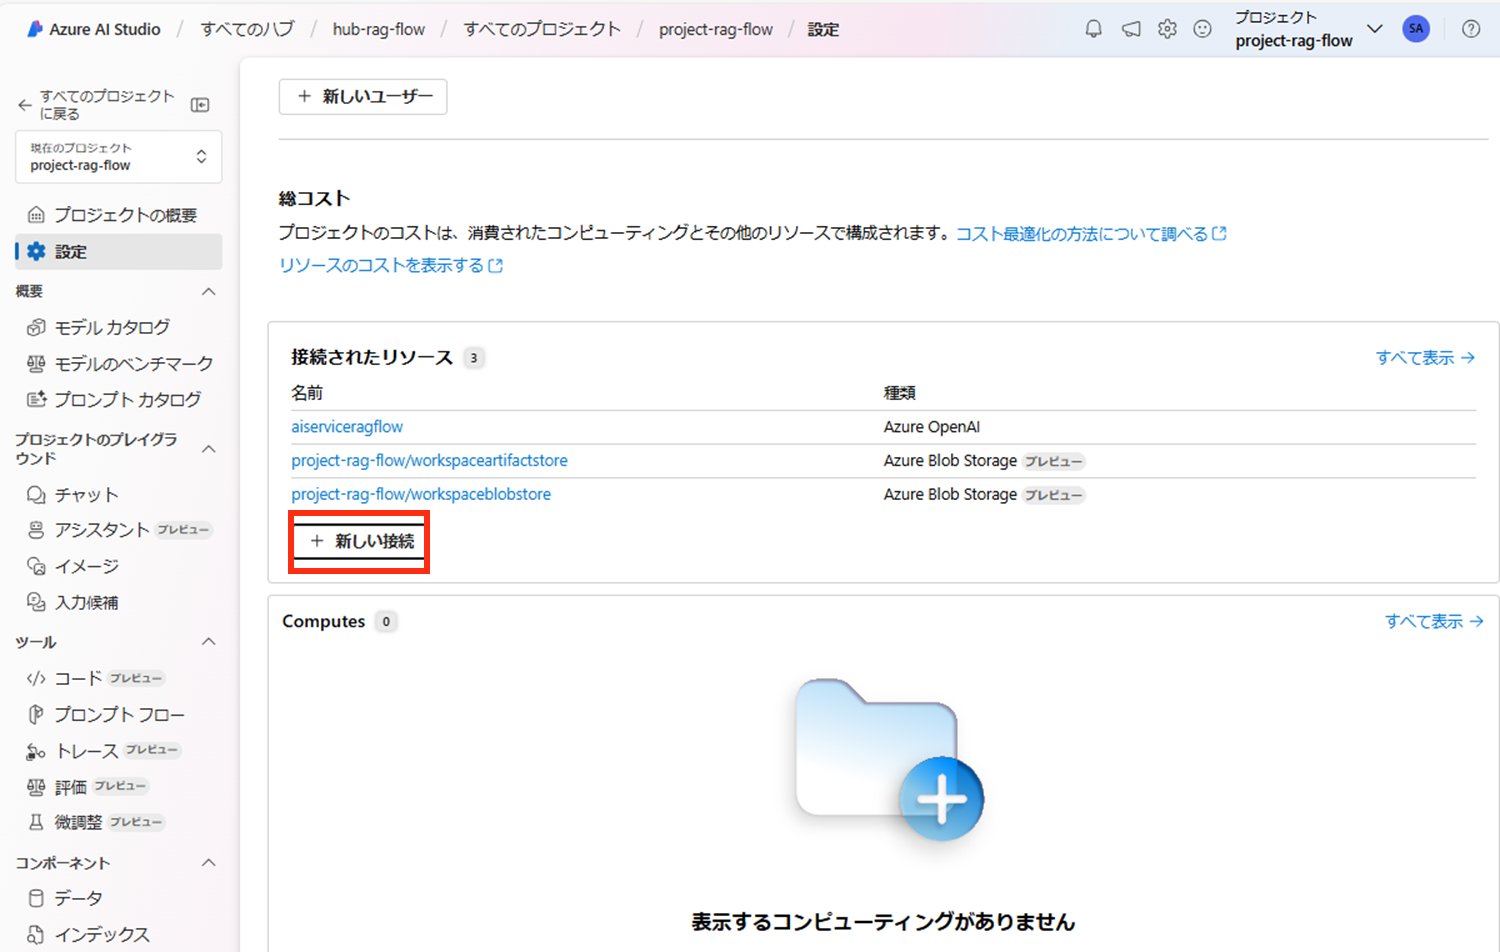 Azure AI Studio / すべてのハブ / hub-rag-flow / すべてのプロジェクト / project-rag-flow / 設定
プロジェクト
project-rag-flow
SA
すべてのプロジェクト
に戻る
現在のプロジェクト
project-rag-flow
プロジェクトの概要
設定
概要
モデル カタログ
モデルのベンチマーク
プロンプト カタログ
プロジェクトのプレイグラ
ウンド
チャット
アシスタント プレビュー
イメージ
入力候補
ツール
コード プレビュー
プロンプト フロー
トレース プレビュー
評価 プレビュー
微調整 プレビュー
コンポーネント
データ
インデックス
＋ 新しいユーザー
総コスト
プロジェクトのコストは、消費されたコンピューティングとその他のリソースで構成されます。コスト最適化の方法について調べる
リソースのコストを表示する
接続されたリソース 3
すべて表示 →
名前 種類
aiserviceragflow Azure OpenAI
project-rag-flow/workspaceartifactstore Azure Blob Storage プレビュー
project-rag-flow/workspaceblobstore Azure Blob Storage プレビュー
＋ 新しい接続
Computes 0
すべて表示 →
表示するコンピューティングがありません